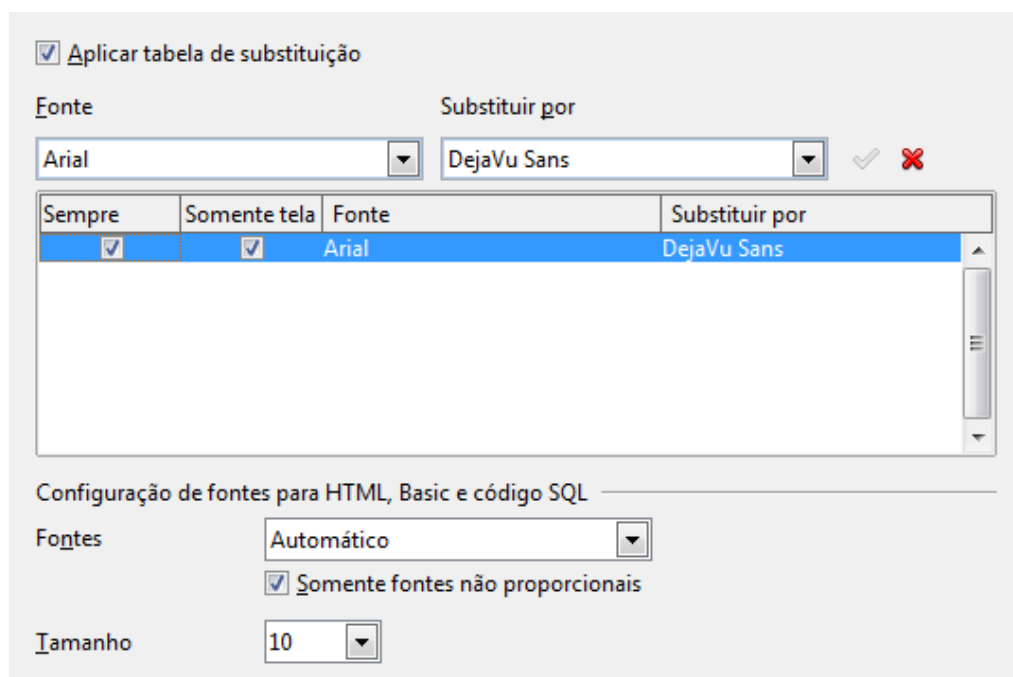 Aplicar tabela de substituição
Fonte Substituir por
Arial DejaVu Sans
Sempre Somente tela Fonte Substituir por
Arial DejaVu Sans
Configuração de fontes para HTML, Basic e código SQL
Fontes Automático
Somente fontes não proporcionais
Tamanho 10